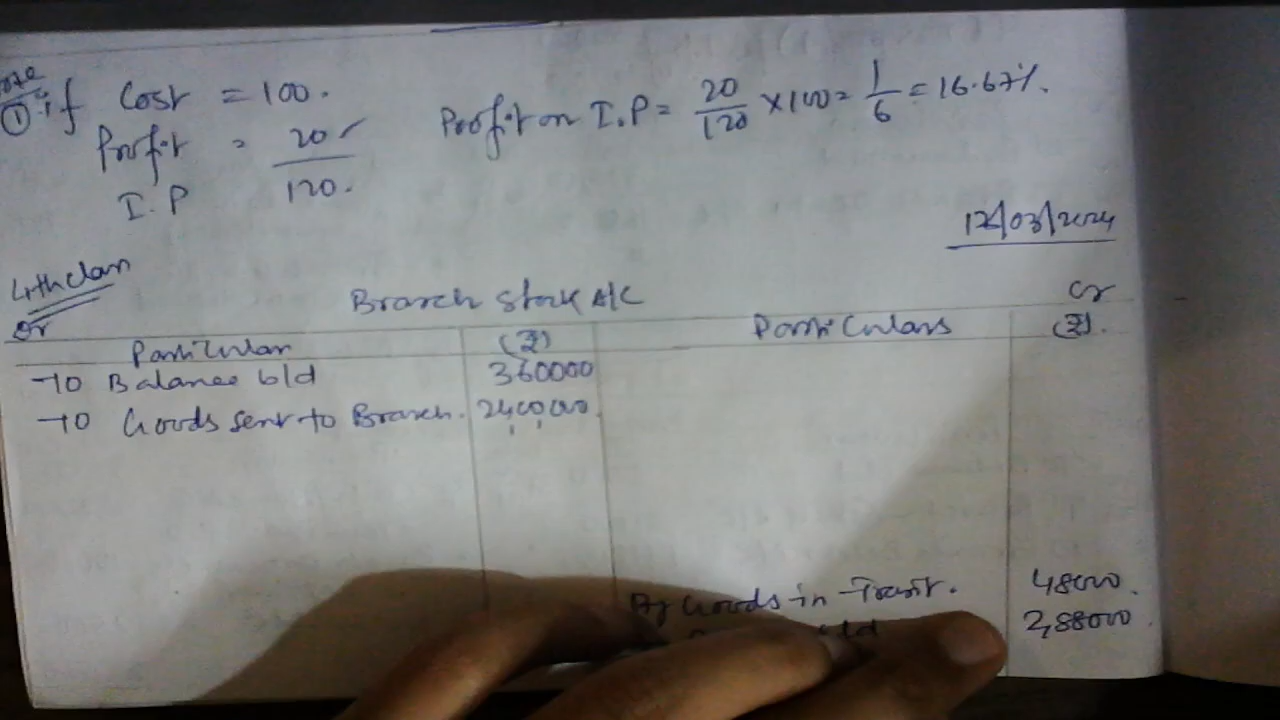 ① if Cost = 100.
Profit = 20
I.P 120.
Profit on I.P = 20/120 × 100 = 1/6 = 16.67%.
12/03/2024
4th class
Dr Branch Stock A/C Cr
Particular (₹) Particulars (₹).
To Balance b/d 360000
To Goods sent to Branch. 2400000
By Goods in Transit. 48000.
2,88000